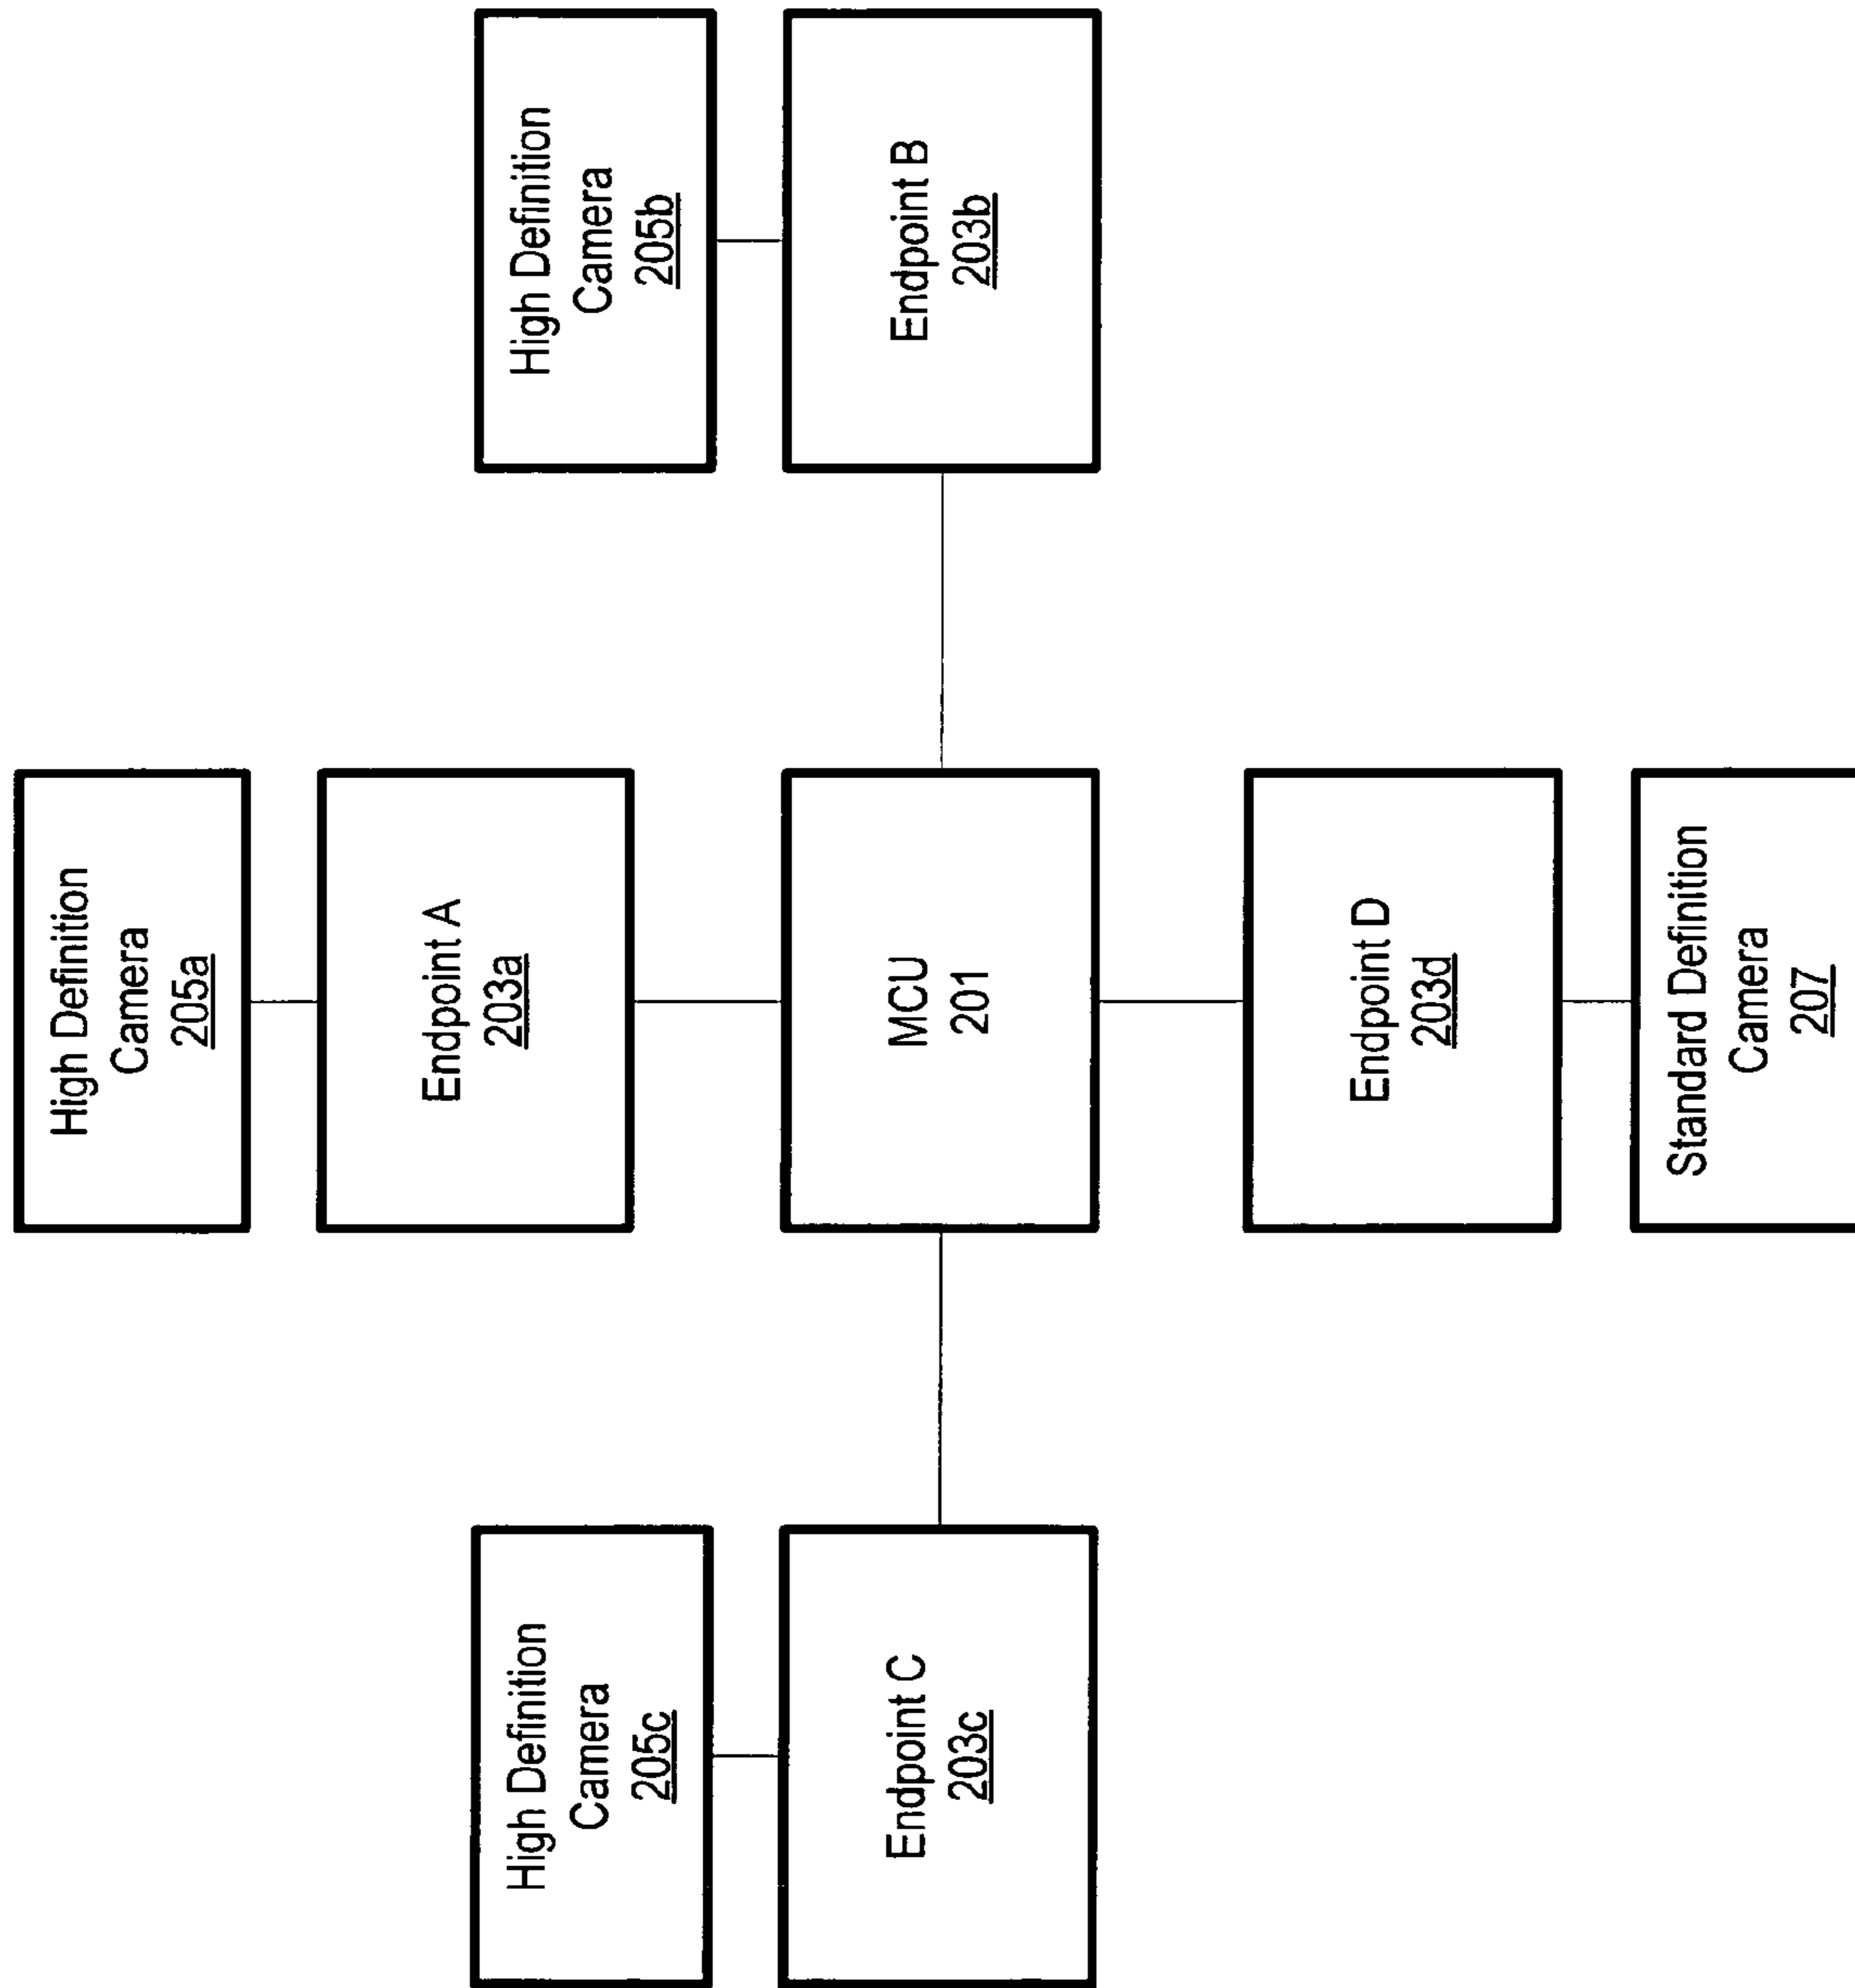 High Definition
Camera
205a
Endpoint A
203a
High Definition
Camera
205c
Endpoint C
203c
MCU
201
High Definition
Camera
205b
Endpoint B
203b
Endpoint D
203d
Standard Definition
Camera
207